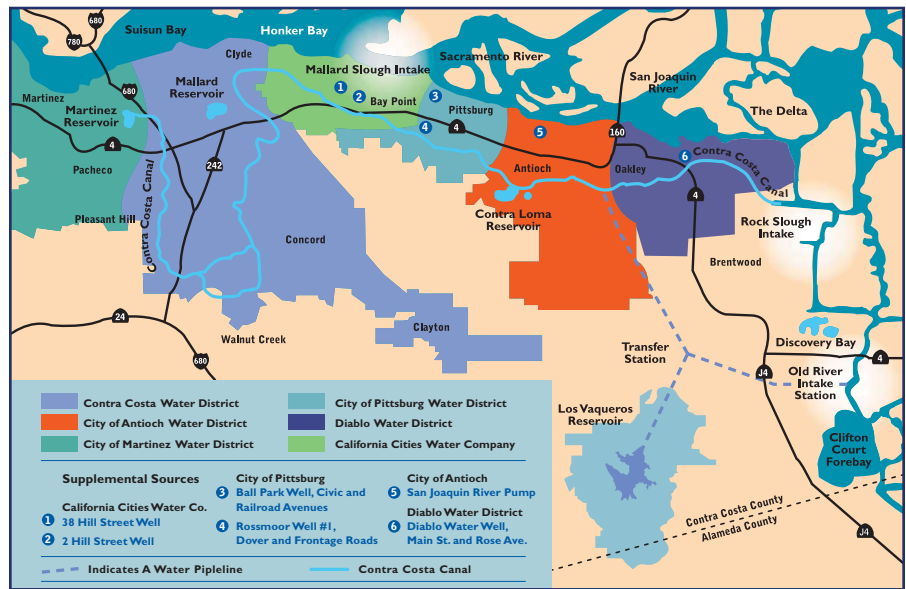 680
780
Suisun Bay
Honker Bay
Clyde
Mallard Slough Intake
Sacramento River
San Joaquin
River
The Delta
680
Mallard
Reservoir
Martinez
Martinez
Reservoir
1
2
3
Bay Point
Pittsburg
4
4
4
5
160
6
Contra Costa Canal
242
Pacheco
Antioch
Oakley
4
Pleasant Hill
Contra Costa Canal
Contra Loma
Reservoir
Rock Slough
Intake
Concord
Brentwood
24
Walnut Creek
680
Clayton
Transfer
Station
Discovery Bay
4
J4
Old River
Intake
Station
Los Vaqueros
Reservoir
Clifton
Court
Forebay
Contra Costa County
Alameda County
J4
Contra Costa Water District
City of Antioch Water District
City of Martinez Water District
City of Pittsburg Water District
Diablo Water District
California Cities Water Company
Supplemental Sources
California Cities Water Co.
1 38 Hill Street Well
2 2 Hill Street Well
City of Pittsburg
3 Ball Park Well, Civic and
Railroad Avenues
4 Rossmoor Well #1,
Dover and Frontage Roads
City of Antioch
5 San Joaquin River Pump
Diablo Water District
6 Diablo Water Well,
Main St. and Rose Ave.
Indicates A Water Pipleline
Contra Costa Canal